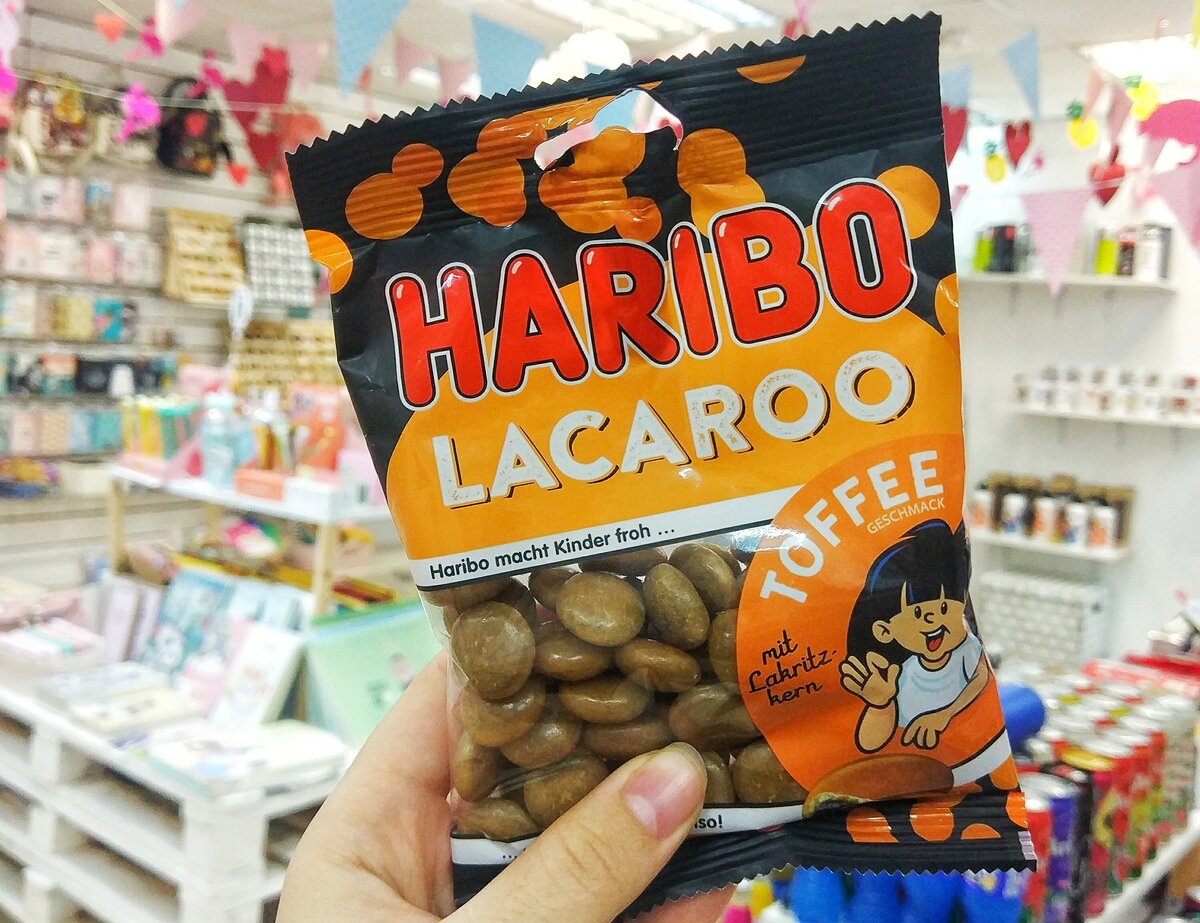 HARIBO
LACAROO
Haribo macht Kinder froh ...
TOFFEE
GESCHMACK
mit
Lakritz-
kern